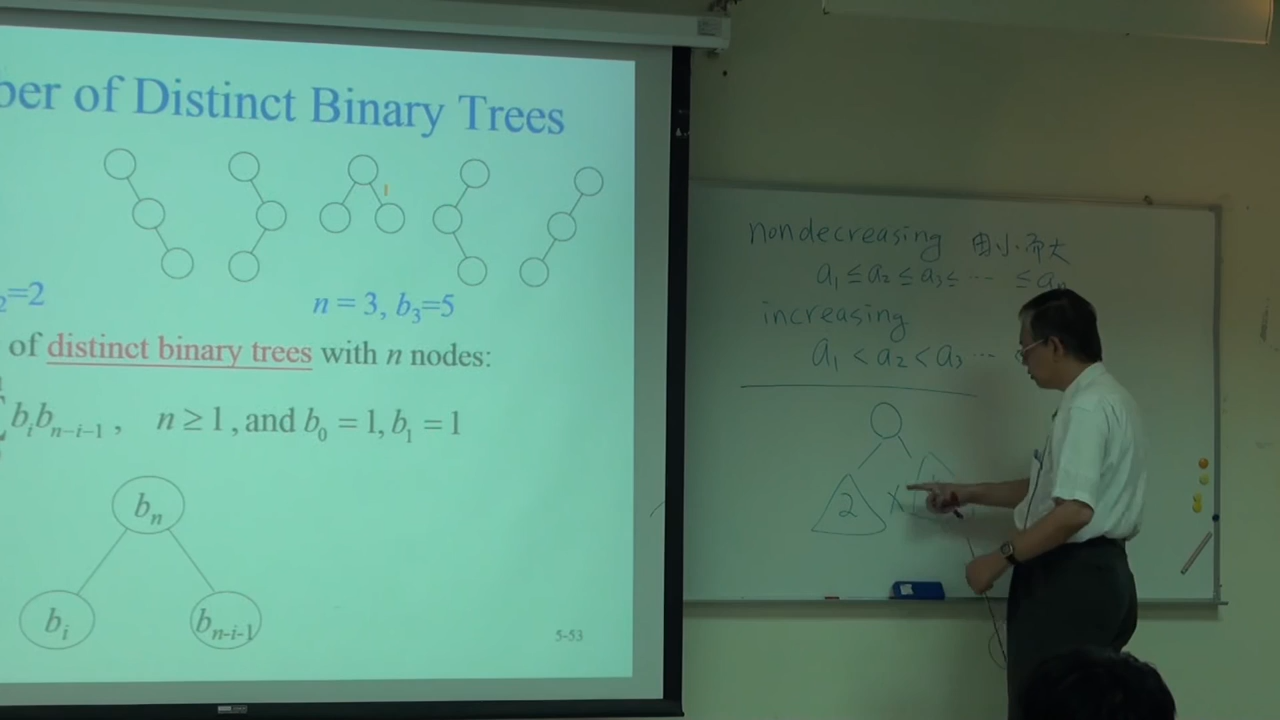 ber of Distinct Binary Trees
₂=2
n = 3, b₃=5
of distinct binary trees with n nodes:
bᵢbₙ₋ᵢ₋₁ , n ≥ 1 , and b₀ = 1, b₁ = 1
bₙ
bᵢ
bₙ₋ᵢ₋₁
5-53
nondecreasing 由小而大
a₁ ≤ a₂ ≤ a₃ ≤ ··· ≤ aₙ
increasing
a₁ < a₂ < a₃ ···
2 ×